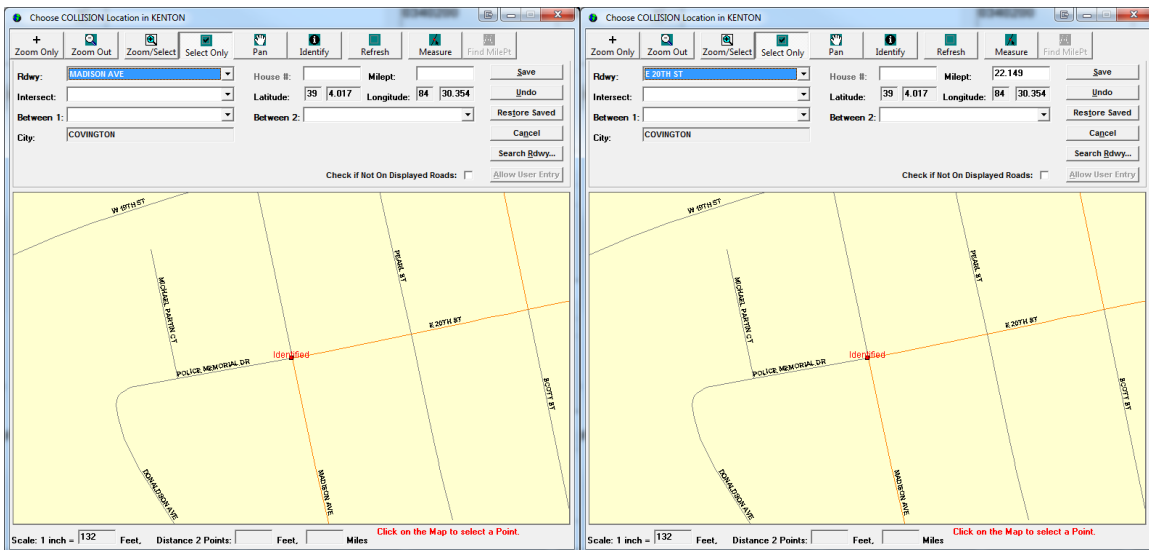 Choose COLLISION Location in KENTON
Zoom Only Zoom Out Zoom/Select Select Only Pan Identify Refresh Measure Find MilePt
Rdwy: MADISON AVE House #: Milept: Save
Intersect: Latitude: 39 4.017 Longitude: 84 30.354 Undo
Between 1: Between 2: Restore Saved
City: COVINGTON Cancel
Search Rdwy...
Check if Not On Displayed Roads: Allow User Entry
W 19TH ST
PEARL ST
MICHAEL PARTIN CT
E 20TH ST
Identified
POLICE MEMORIAL DR
SCOTT ST
DONALDSON AVE
MADISON AVE
Click on the Map to select a Point.
Scale: 1 inch = 132 Feet, Distance 2 Points: Feet, Miles
Choose COLLISION Location in KENTON
Zoom Only Zoom Out Zoom/Select Select Only Pan Identify Refresh Measure Find MilePt
Rdwy: E 20TH ST House #: Milept: 22.149 Save
Intersect: Latitude: 39 4.017 Longitude: 84 30.354 Undo
Between 1: Between 2: Restore Saved
City: COVINGTON Cancel
Search Rdwy...
Check if Not On Displayed Roads: Allow User Entry
W 19TH ST
PEARL ST
MICHAEL PARTIN CT
E 20TH ST
Identified
POLICE MEMORIAL DR
SCOTT ST
DONALDSON AVE
MADISON AVE
Click on the Map to select a Point.
Scale: 1 inch = 132 Feet, Distance 2 Points: Feet, Miles